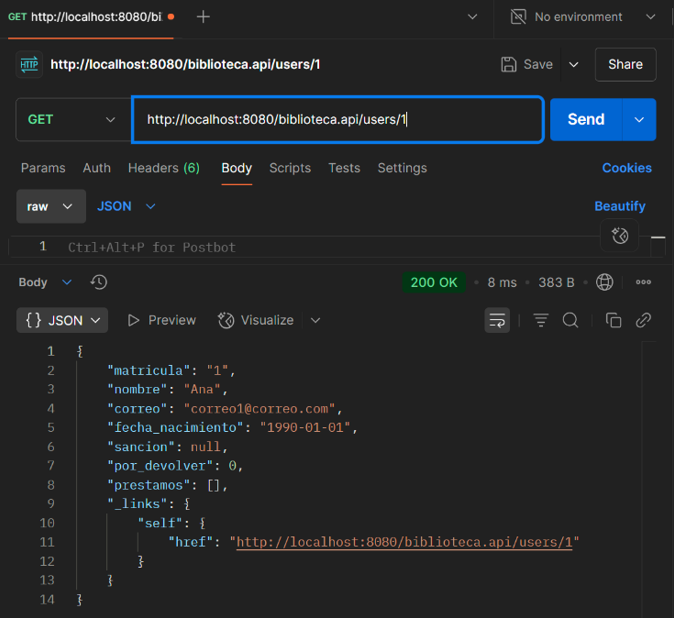 GET http://localhost:8080/bi
No environment
HTTP http://localhost:8080/biblioteca.api/users/1 Save Share
GET http://localhost:8080/biblioteca.api/users/1 Send
Params Auth Headers (6) Body Scripts Tests Settings Cookies
raw JSON Beautify
1 Ctrl+Alt+P for Postbot
Body 200 OK • 8 ms • 383 B
{} JSON Preview Visualize
1 {
2 "matricula": "1",
3 "nombre": "Ana",
4 "correo": "correo1@correo.com",
5 "fecha_nacimiento": "1990-01-01",
6 "sancion": null,
7 "por_devolver": 0,
8 "prestamos": [],
9 "_links": {
10 "self": {
11 "href": "http://localhost:8080/biblioteca.api/users/1"
12 }
13 }
14 }